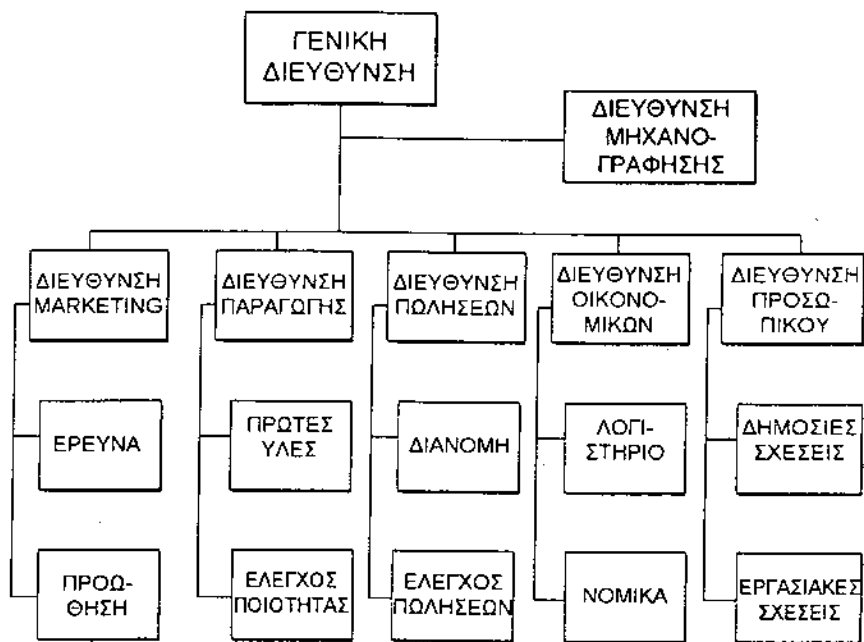 ΓΕΝΙΚΗ
ΔΙΕΥΘΥΝΣΗ
ΔΙΕΥΘΥΝΣΗ
ΜΗΧΑΝΟ-
ΓΡΑΦΗΣΗΣ
ΔΙΕΥΘΥΝΣΗ
MARKETING
ΔΙΕΥΘΥΝΣΗ
ΠΑΡΑΓΩΓΗΣ
ΔΙΕΥΘΥΝΣΗ
ΠΩΛΗΣΕΩΝ
ΔΙΕΥΘΥΝΣΗ
ΟΙΚΟΝΟ-
ΜΙΚΩΝ
ΔΙΕΥΘΥΝΣΗ
ΠΡΟΣΩ-
ΠΙΚΟΥ
ΕΡΕΥΝΑ
ΠΡΩΤΕΣ
ΥΛΕΣ
ΔΙΑΝΟΜΗ
ΛΟΓΙ-
ΣΤΗΡΙΟ
ΔΗΜΟΣΙΕΣ
ΣΧΕΣΕΙΣ
ΠΡΟΩ-
ΘΗΣΗ
ΕΛΕΓΧΟΣ
ΠΟΙΟΤΗΤΑΣ
ΕΛΕΓΧΟΣ
ΠΩΛΗΣΕΩΝ
ΝΟΜΙΚΑ
ΕΡΓΑΣΙΑΚΕΣ
ΣΧΕΣΕΙΣ